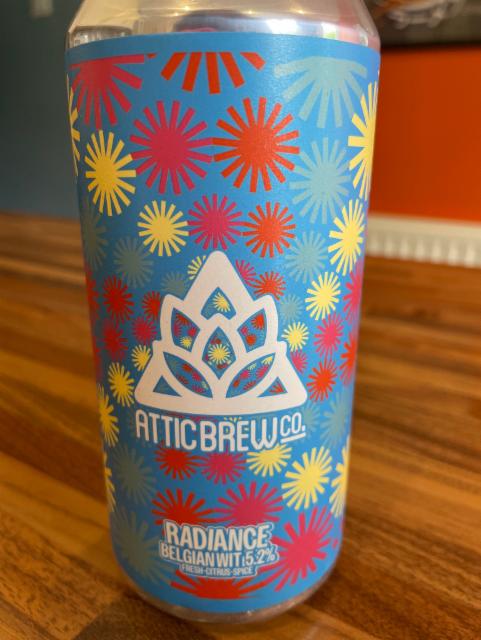 ATTIC BREW CO.
RADIANCE
BELGIAN WIT 5.2%
FRESH-CITRUS-SPICE